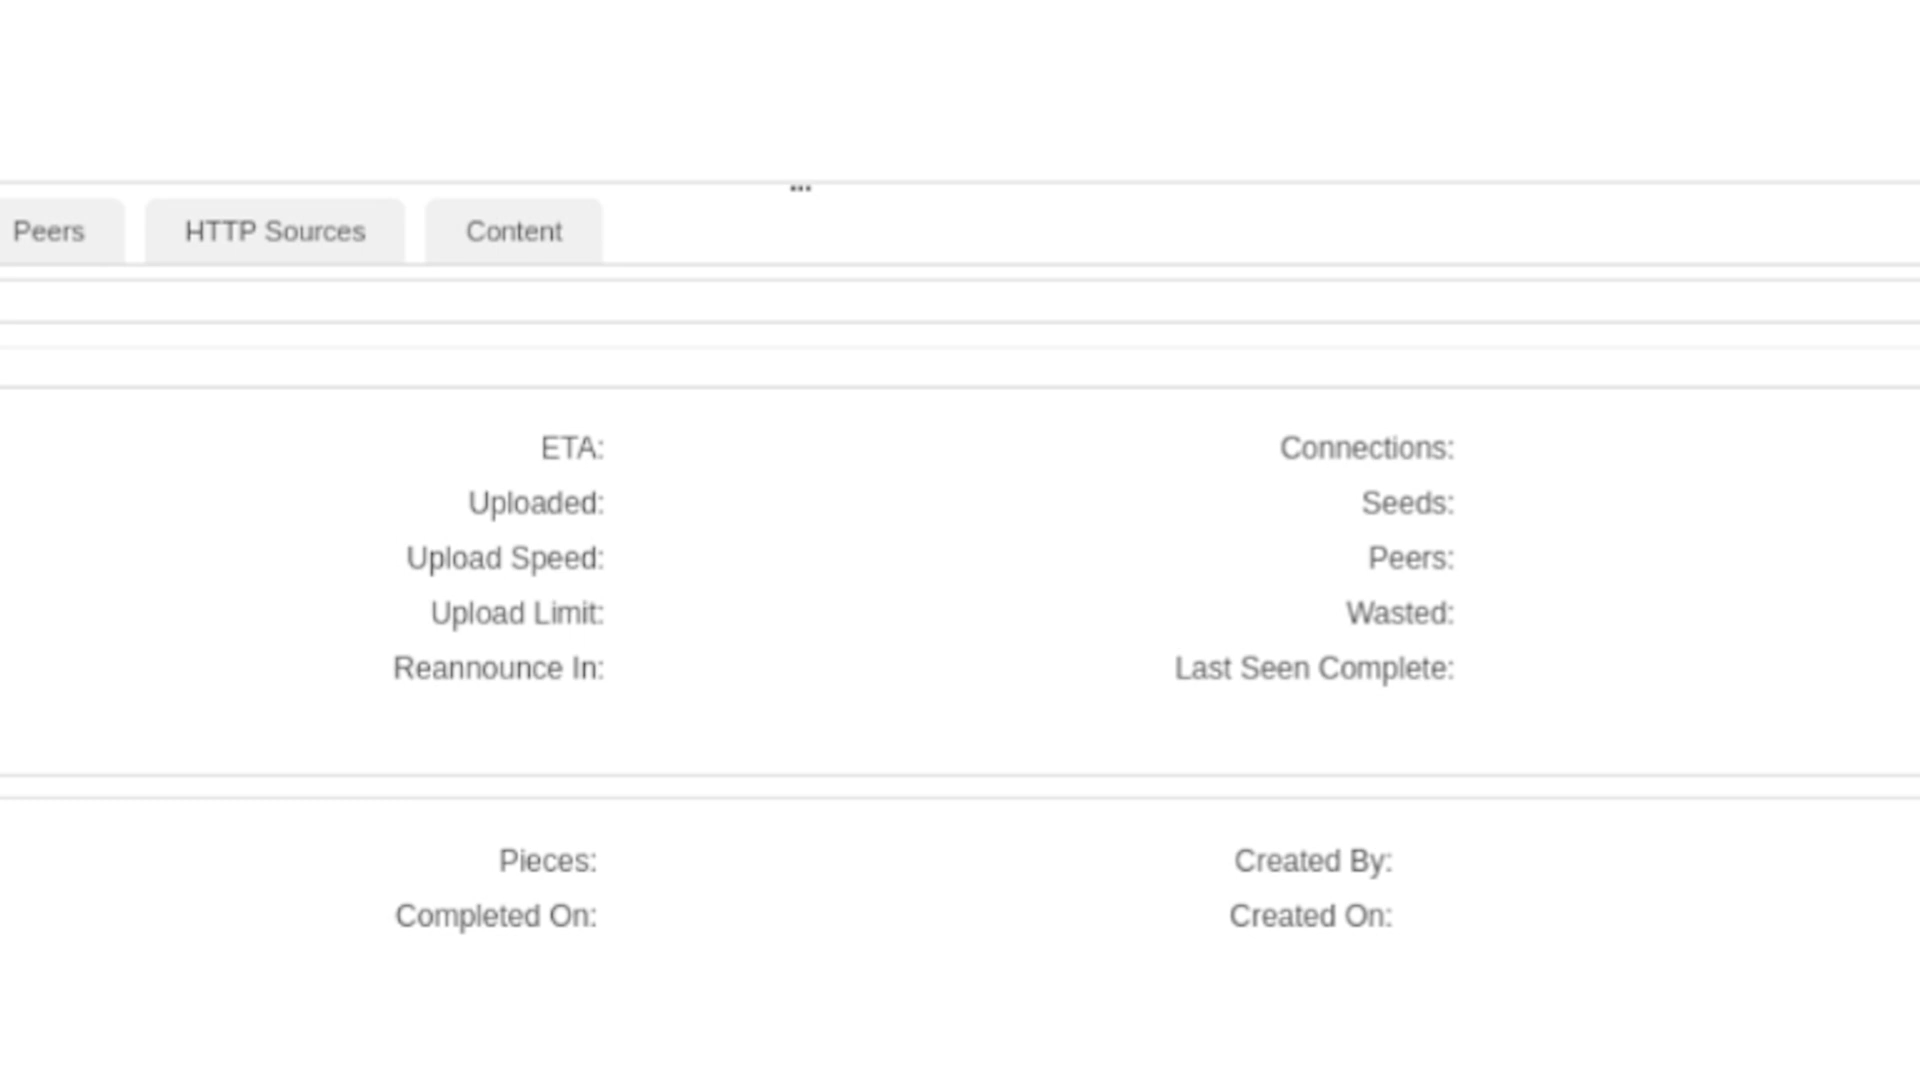 ...
Peers HTTP Sources Content
ETA: Connections:
Uploaded: Seeds:
Upload Speed: Peers:
Upload Limit: Wasted:
Reannounce In: Last Seen Complete:
Pieces: Created By:
Completed On: Created On: